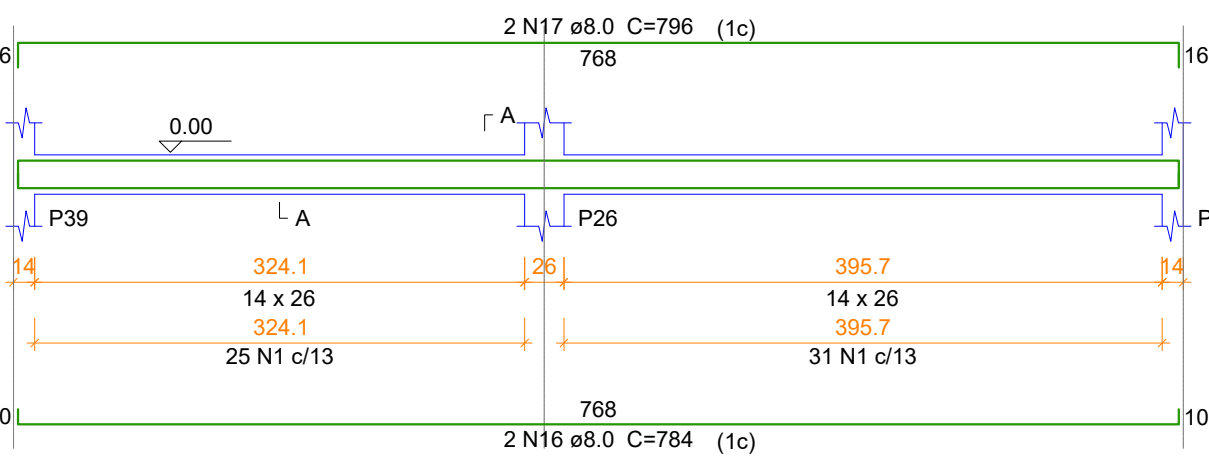 2 N17 ø8.0 C=796 (1c)
6 768 16
A
0.00
A
P39 P26 P
14 324.1 26 395.7 14
14 x 26 14 x 26
324.1 395.7
25 N1 c/13 31 N1 c/13
0 768 10
2 N16 ø8.0 C=784 (1c)